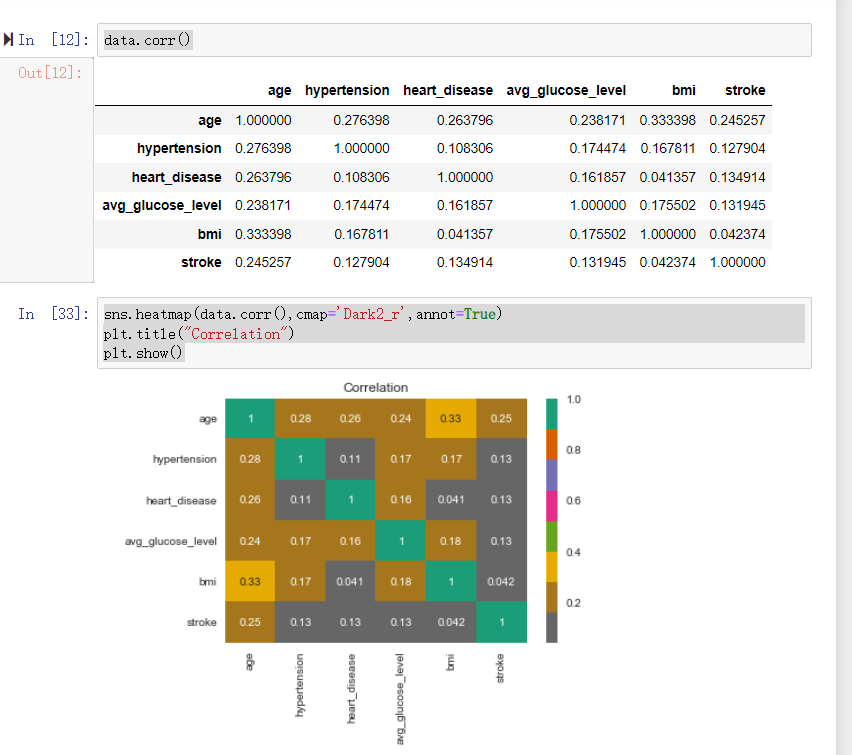 In [12]: data.corr()
Out[12]:
age hypertension heart_disease avg_glucose_level bmi stroke
age 1.000000 0.276398 0.263796 0.238171 0.333398 0.245257
hypertension 0.276398 1.000000 0.108306 0.174474 0.167811 0.127904
heart_disease 0.263796 0.108306 1.000000 0.161857 0.041357 0.134914
avg_glucose_level 0.238171 0.174474 0.161857 1.000000 0.175502 0.131945
bmi 0.333398 0.167811 0.041357 0.175502 1.000000 0.042374
stroke 0.245257 0.127904 0.134914 0.131945 0.042374 1.000000
In [33]: sns.heatmap(data.corr(),cmap='Dark2_r',annot=True)
plt.title("Correlation")
plt.show()
Correlation
age 1 0.28 0.26 0.24 0.33 0.25
hypertension 0.28 1 0.11 0.17 0.17 0.13
heart_disease 0.26 0.11 1 0.16 0.041 0.13
avg_glucose_level 0.24 0.17 0.16 1 0.18 0.13
bmi 0.33 0.17 0.041 0.18 1 0.042
stroke 0.25 0.13 0.13 0.13 0.042 1
age hypertension heart_disease avg_glucose_level bmi stroke
1.0
0.8
0.6
0.4
0.2